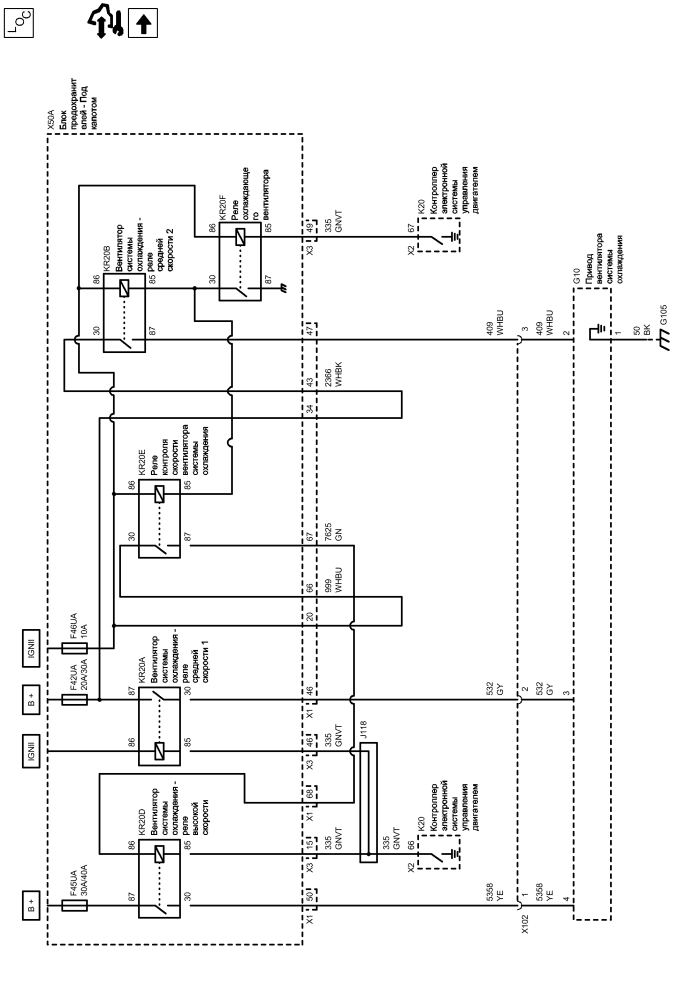 LOC
X50A
Блок
предохранит
елей - Под
капотом
B +
F45UA
30A/40A
IGNII
B +
F42UA
20A/30A
IGNII
F46UA
10A
87
86
KR20D
Вентилятор
системы
охлаждения -
реле
высокой
скорости
30
85
86
87
KR20A
Вентилятор
системы
охлаждения -
реле
средней
скорости 1
85
30
30
86
KR20E
Реле
контроля
скорости
вентилятора
системы
охлаждения
87
85
30
86
KR20B
Вентилятор
системы
охлаждения -
реле
средней
скорости 2
87
85
30
86
KR20F
Реле
охлаждающе
го
вентилятора
87
85
X1
50
X3
15
X1
68
X3
46
X1
46
20
66
67
34
43
47
X3
49
335
GNVT
335
GNVT
999
WHBU
7625
GN
2366
WHBK
335
GNVT
J118
335
GNVT
X2
66
K20
Контроллер
электронной
системы
управления
двигателем
X2
57
K20
Контроллер
электронной
системы
управления
двигателем
5358
YE
532
GY
409
WHBU
X102
1
2
3
5358
YE
532
GY
409
WHBU
4
3
2
G10
Привод
вентилятора
системы
охлаждения
1
50
BK
G105